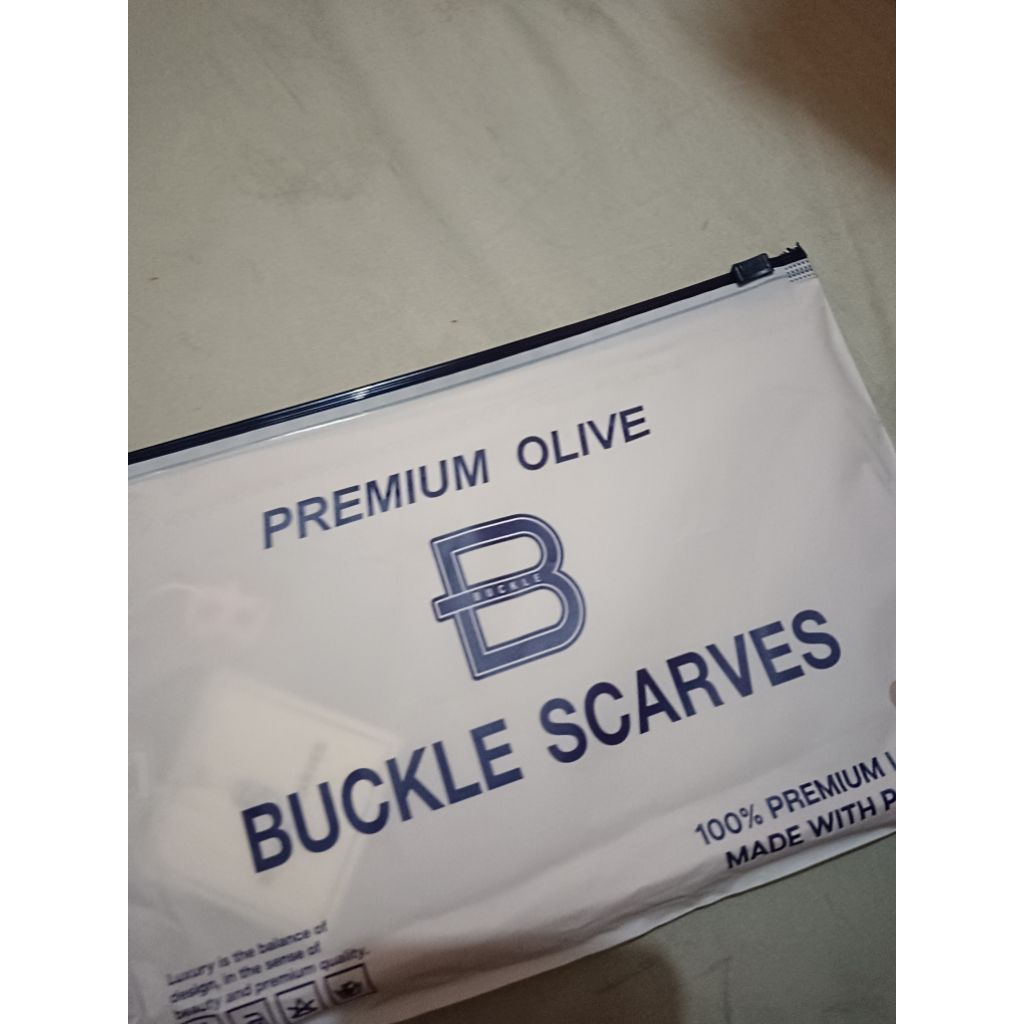 PREMIUM OLIVE
BUCKLE
BUCKLE SCARVES
100% PREMIUM
MADE WITH
Luxury is the balance of
design, in the sense of
beauty and premium quality.